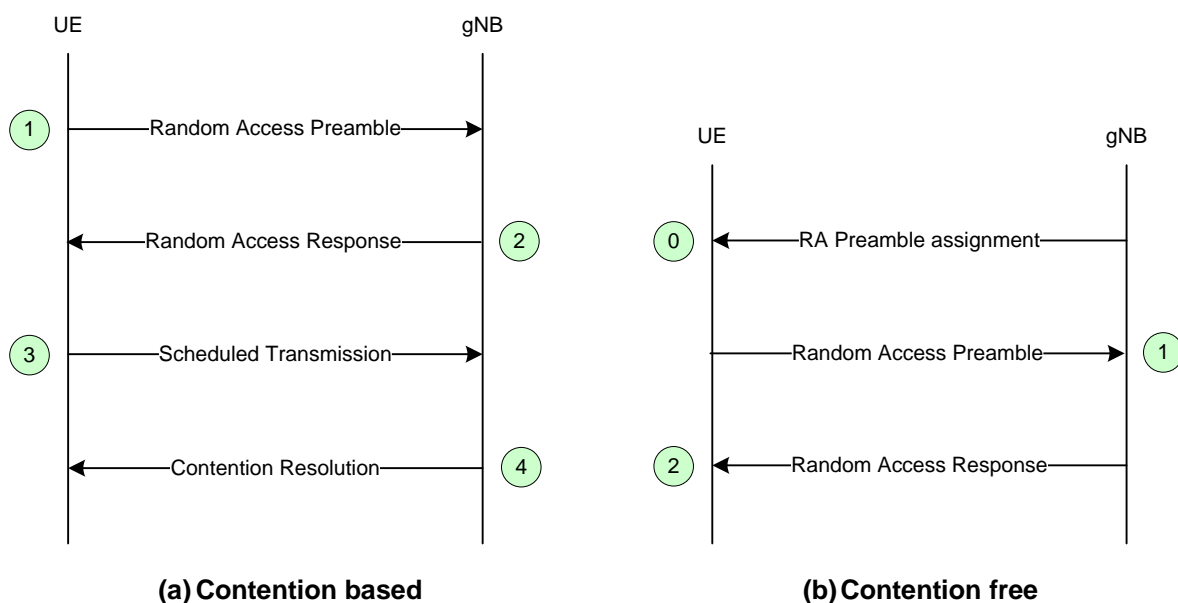 UE
gNB
1
Random Access Preamble
Random Access Response
2
3
Scheduled Transmission
Contention Resolution
4
(a) Contention based
UE
gNB
0
RA Preamble assignment
Random Access Preamble
1
2
Random Access Response
(b) Contention free